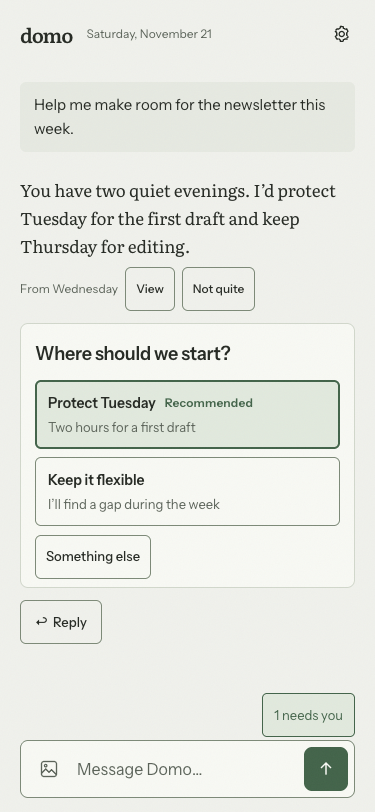 domo
Saturday, November 21
Help me make room for the newsletter this
week.
You have two quiet evenings. I'd protect
Tuesday for the first draft and keep
Thursday for editing.
From Wednesday
View
Not quite
Where should we start?
Protect Tuesday Recommended
Two hours for a first draft
Keep it flexible
I'll find a gap during the week
Something else
Reply
1 needs you
Message Domo...